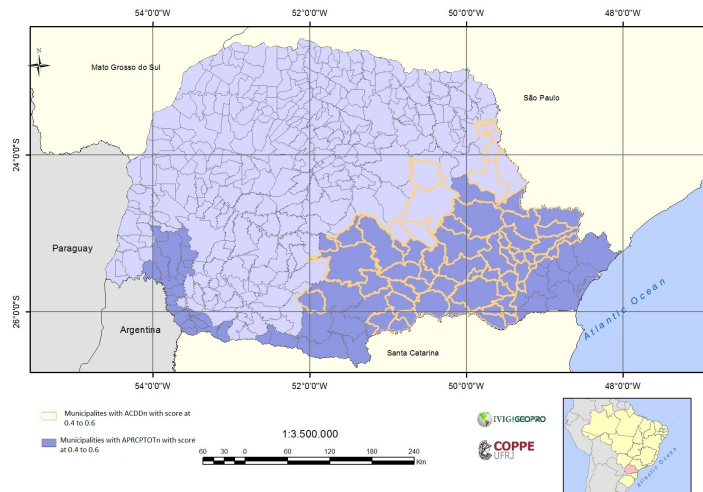 54°0'0"W 52°0'0"W 50°0'0"W 48°0'0"W
N
Mato Grosso do Sul
São Paulo
24°0'0"S
24°0'0"S
Paraguay
26°0'0"S
26°0'0"S
Argentina
Atlantic Ocean
Santa Catarina
54°0'0"W 52°0'0"W 50°0'0"W 48°0'0"W
Municipalites with ACDDn with score at
0.4 to 0.6
Municipalities with APRCPTOTn with score
at 0.4 to 0.6
1:3.500.000
60 30 0 60 120 180 240
Km
IVIG GEOPRO
COPPE
UFRJ
Atlantic Ocean